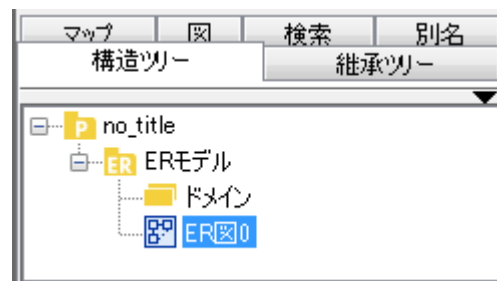 マップ 図 検索 別名
構造ツリー 継承ツリー
no_title
ERモデル
ドメイン
ER図0